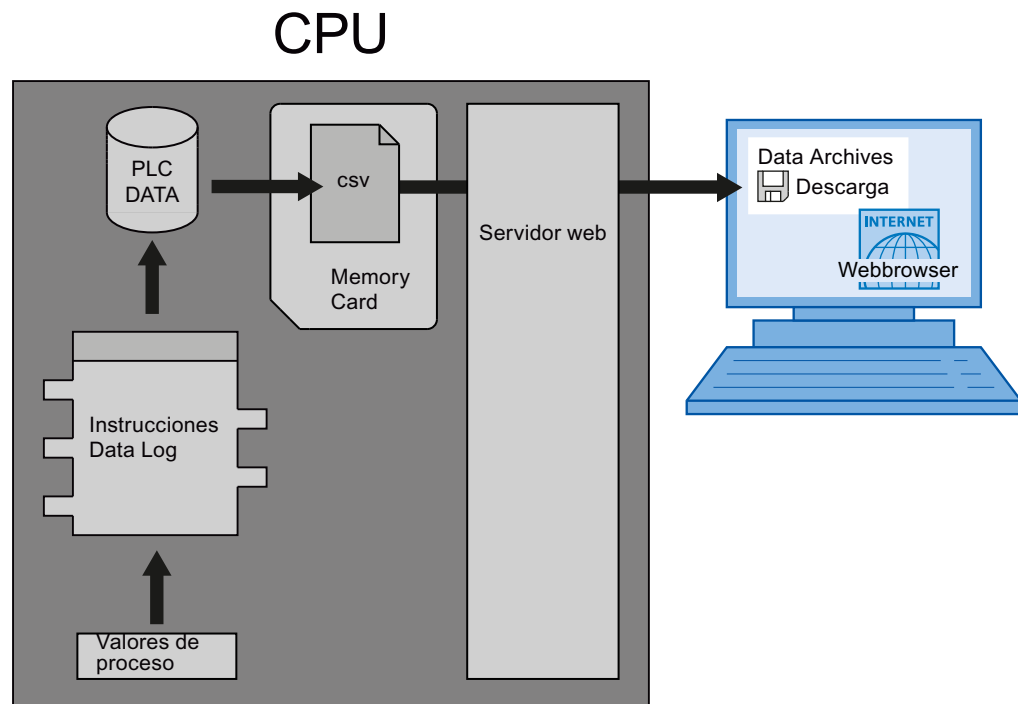 CPU
PLC
DATA
csv
Memory
Card
Servidor web
Data Archives
Descarga
INTERNET
Webbrowser
Instrucciones
Data Log
Valores de
proceso